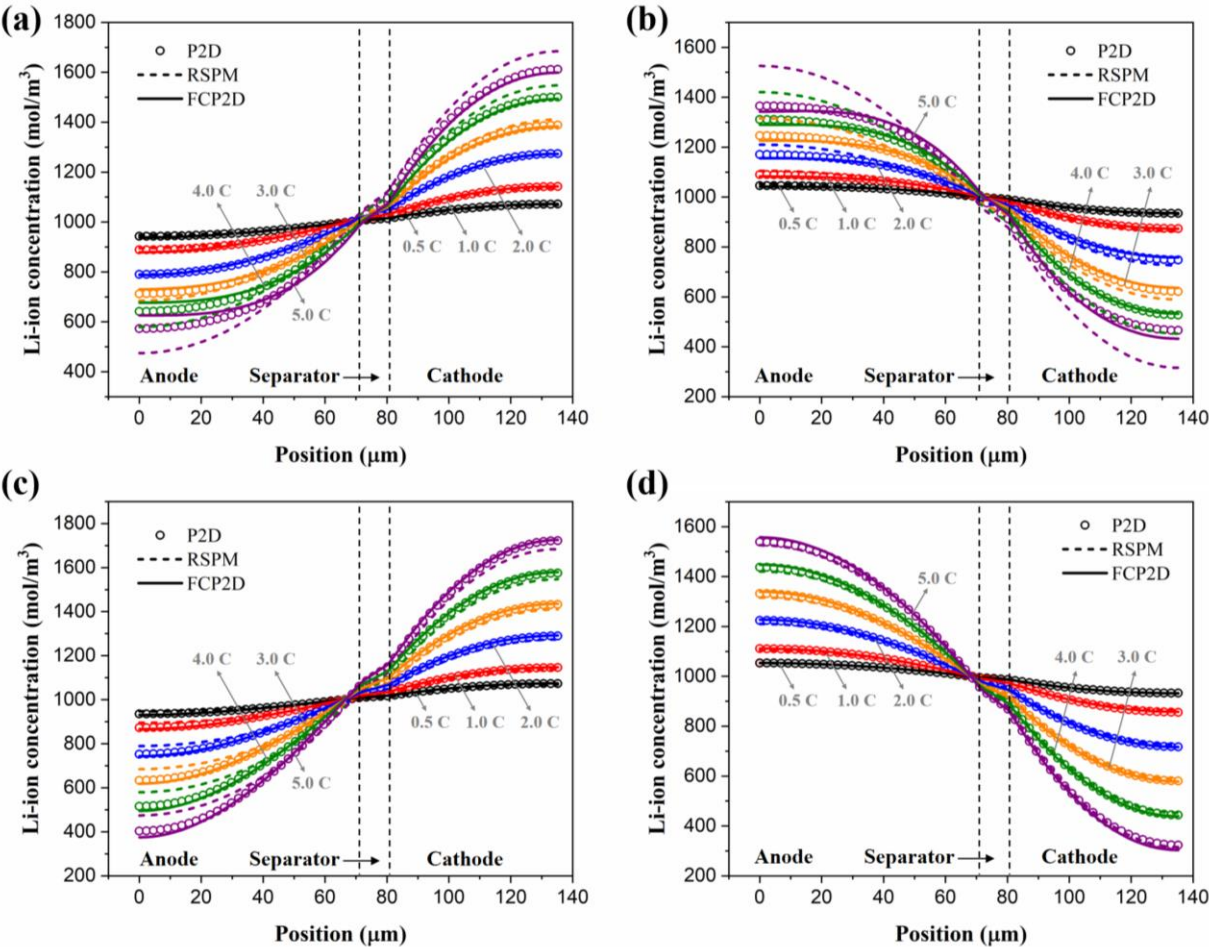 (a)
1800
1600
1400
1200
1000
800
600
400
Li-ion concentration (mol/m³)
P2D
RSPM
FCP2D
4.0 C
3.0 C
5.0 C
0.5 C
1.0 C
2.0 C
Anode
Separator
Cathode
0
20
40
60
80
100
120
140
Position (μm)
(b)
1600
1400
1200
1000
800
600
400
200
Li-ion concentration (mol/m³)
P2D
RSPM
FCP2D
5.0 C
4.0 C
3.0 C
0.5 C
1.0 C
2.0 C
Anode
Separator
Cathode
0
20
40
60
80
100
120
140
Position (μm)
(c)
1800
1600
1400
1200
1000
800
600
400
200
Li-ion concentration (mol/m³)
P2D
RSPM
FCP2D
4.0 C
3.0 C
5.0 C
0.5 C
1.0 C
2.0 C
Anode
Separator
Cathode
0
20
40
60
80
100
120
140
Position (μm)
(d)
1600
1400
1200
1000
800
600
400
200
Li-ion concentration (mol/m³)
P2D
RSPM
FCP2D
5.0 C
4.0 C
3.0 C
0.5 C
1.0 C
2.0 C
Anode
Separator
Cathode
0
20
40
60
80
100
120
140
Position (μm)